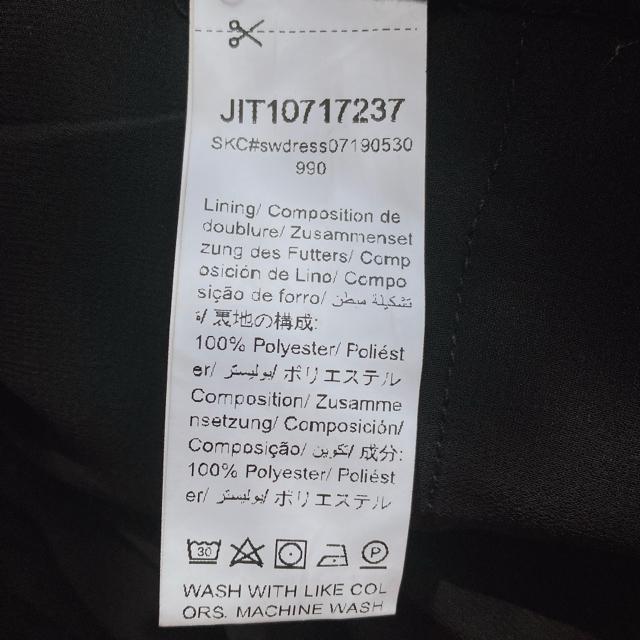 JIT10717237
SKC#swdress07190530
990
Lining/ Composition de
doublure/ Zusammenset
zung des Futters/ Comp
osición de Lino/ Compo
sição de forro/ تشكيلة سطن
ة/ 裏地の構成:
100% Polyester/ Poliést
er/ بوليستر/ ポリエステル
Composition/ Zusamme
nsetzung/ Composición/
Composição/ تكوين/ 成分:
100% Polyester/ Poliést
er/ بوليستر/ ポリエステル
30 P
WASH WITH LIKE COL
ORS. MACHINE WASH